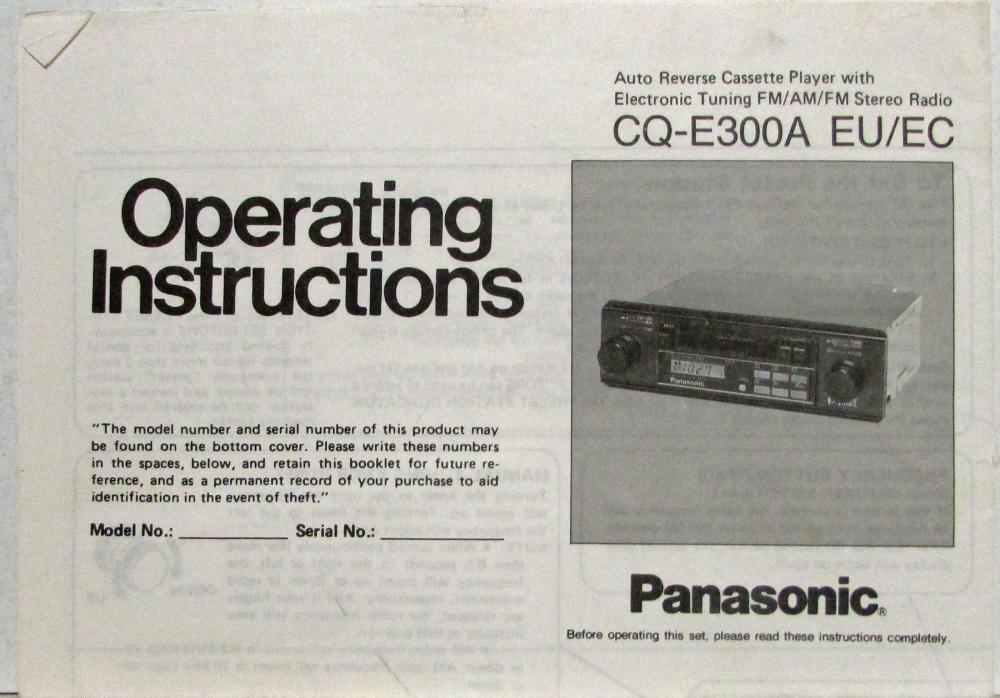 Auto Reverse Cassette Player with
Electronic Tuning FM/AM/FM Stereo Radio
CQ-E300A EU/EC
Operating
Instructions
"The model number and serial number of this product may
be found on the bottom cover. Please write these numbers
in the spaces, below, and retain this booklet for future re-
ference, and as a permanent record of your purchase to aid
identification in the event of theft."
Model No.: ____________ Serial No.: ____________
1027
Panasonic
Panasonic®
Before operating this set, please read these instructions completely.